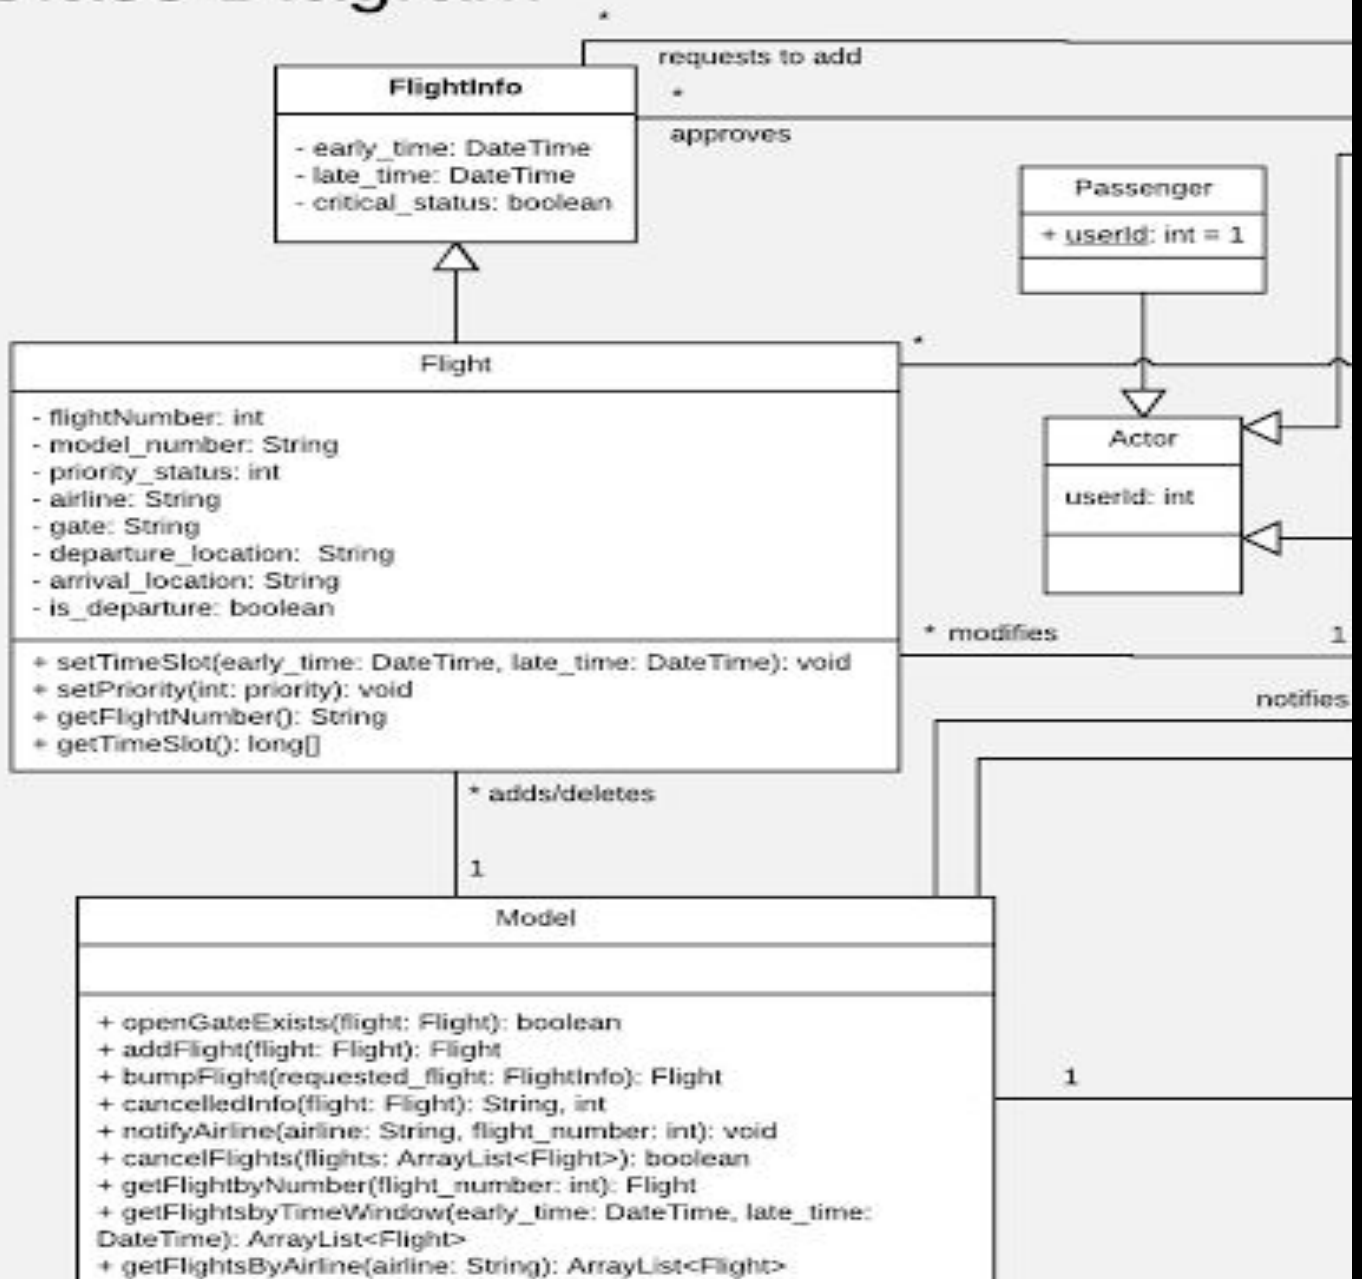 *
requests to add
FlightInfo
*
approves
- early_time: DateTime
- late_time: DateTime
- critical_status: boolean
Passenger
+ userId: int = 1
*
Flight
- flightNumber: int
- model_number: String
- priority_status: int
- airline: String
- gate: String
- departure_location: String
- arrival_location: String
- is_departure: boolean
Actor
userId: int
* modifies
1
+ setTimeSlot(early_time: DateTime, late_time: DateTime): void
+ setPriority(int: priority): void
+ getFlightNumber(): String
+ getTimeSlot(): long[]
notifies
* adds/deletes
1
Model
+ openGateExists(flight: Flight): boolean
+ addFlight(flight: Flight): Flight
+ bumpFlight(requested_flight: FlightInfo): Flight
+ cancelledInfo(flight: Flight): String, int
+ notifyAirline(airline: String, flight_number: int): void
+ cancelFlights(flights: ArrayList<Flight>): boolean
+ getFlightbyNumber(flight_number: int): Flight
+ getFlightsbyTimeWindow(early_time: DateTime, late_time:
DateTime): ArrayList<Flight>
+ getFlightsByAirline(airline: String): ArrayList<Flight>
1